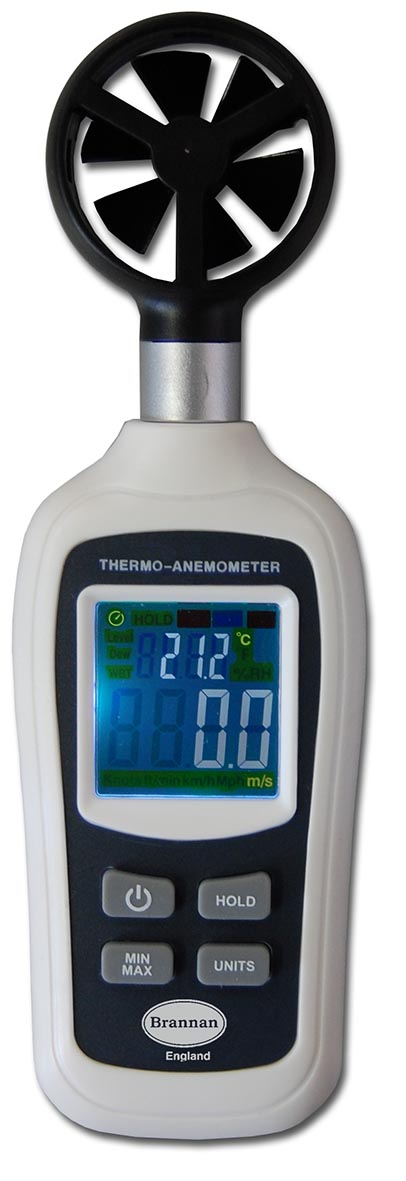 THERMO-ANEMOMETER
HOLD
Level 21.2 °C
Dew F
WBT %RH
0.0
Knots ft/min km/h Mph m/s
HOLD
MIN
MAX
UNITS
Brannan
England